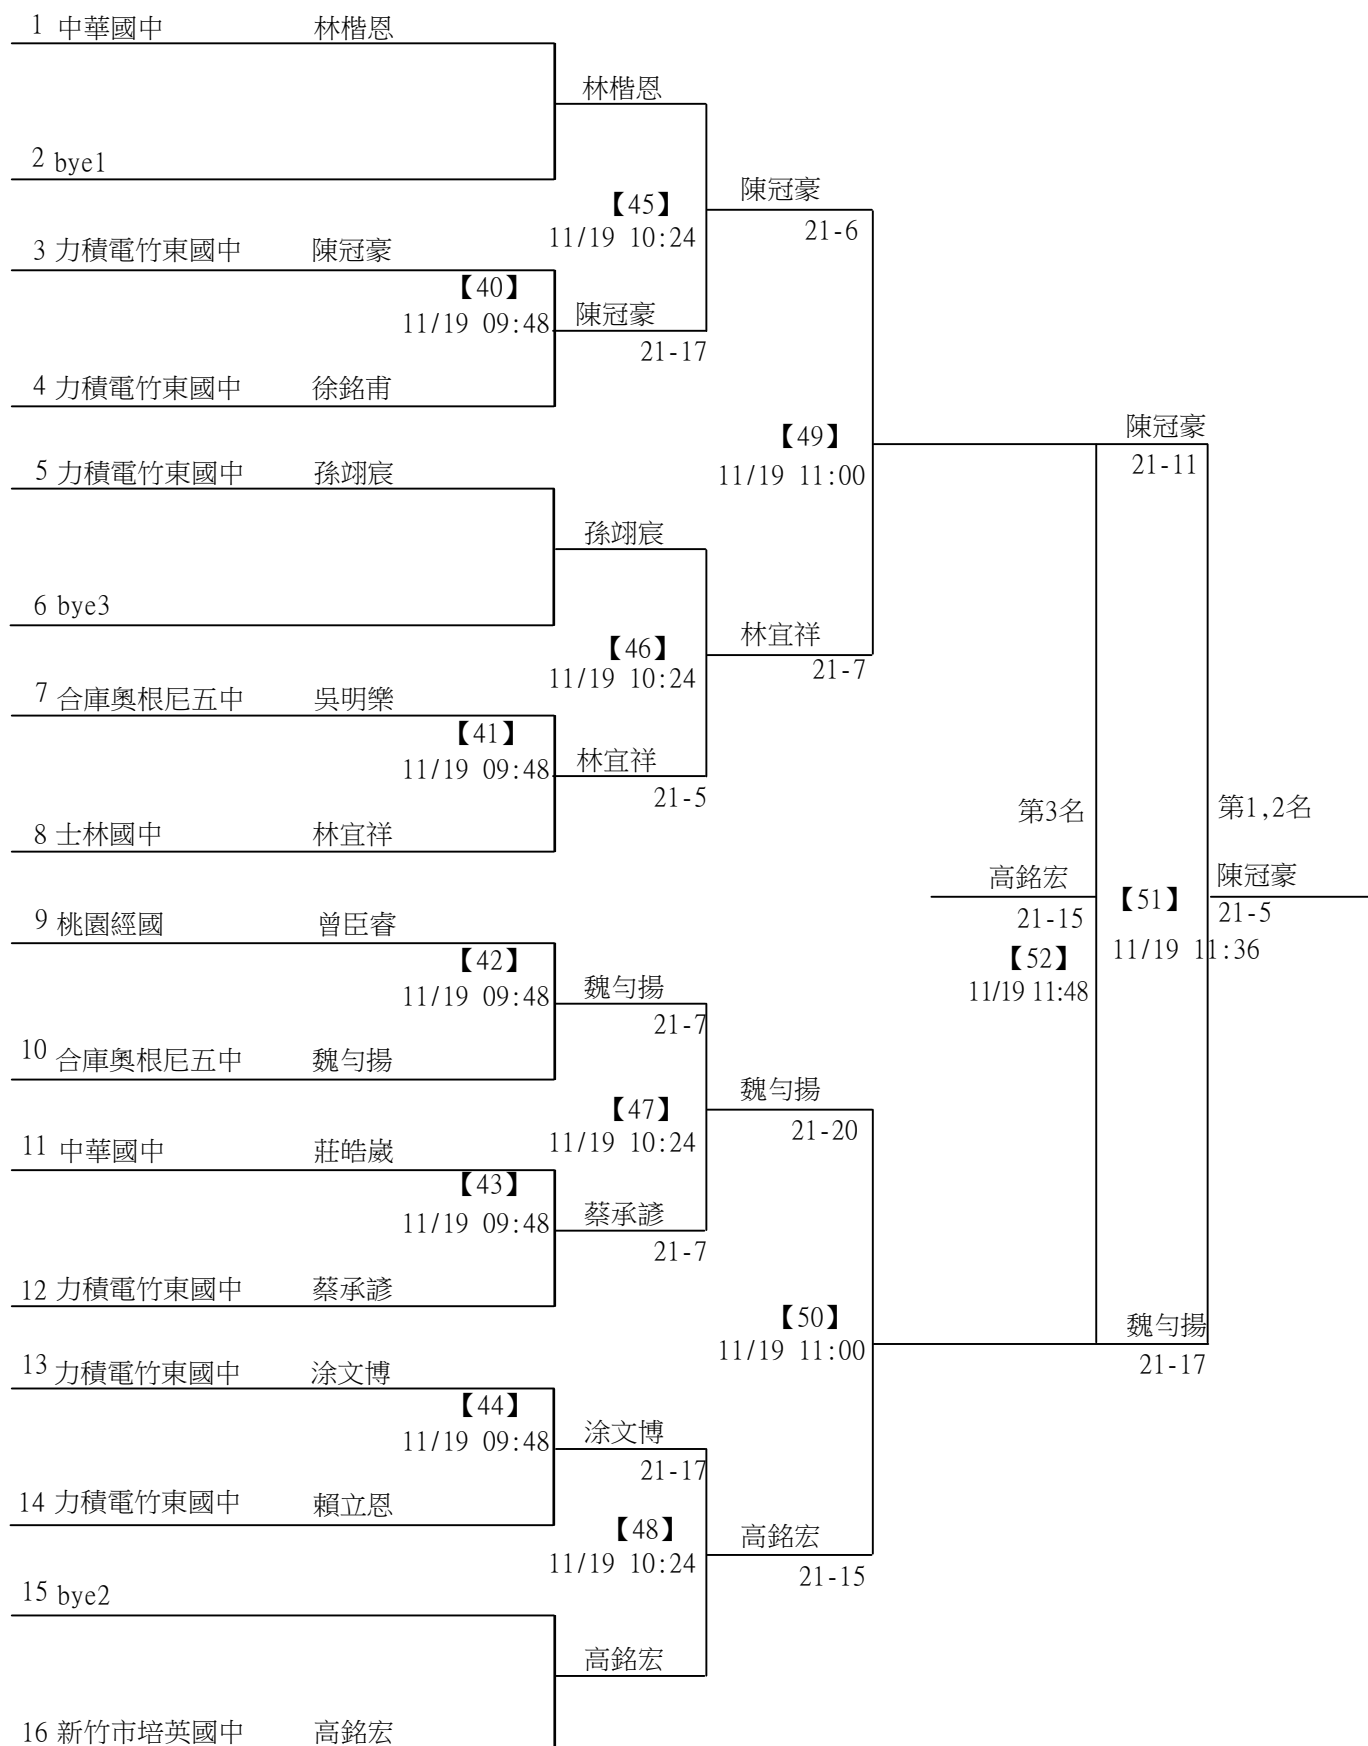 1 中華國中 林楷恩
林楷恩
2 bye1
陳冠豪
【45】
21-6
11/19 10:24
3 力積電竹東國中 陳冠豪
【40】
陳冠豪
11/19 09:48
21-17
4 力積電竹東國中 徐銘甫
陳冠豪
【49】
21-11
11/19 11:00
5 力積電竹東國中 孫翊宸
孫翊宸
6 bye3
林宜祥
【46】
21-7
11/19 10:24
7 合庫奧根尼五中 吳明樂
【41】
林宜祥
11/19 09:48
21-5
第3名
第1,2名
8 士林國中 林宜祥
高銘宏
陳冠豪
【51】
21-15
21-5
9 桃園經國 曾臣睿
【42】
【52】
11/19 11:36
魏勻揚
11/19 09:48
11/19 11:48
21-7
10 合庫奧根尼五中 魏勻揚
魏勻揚
【47】
21-20
11/19 10:24
11 中華國中 莊皓崴
【43】
蔡承諺
11/19 09:48
21-7
12 力積電竹東國中 蔡承諺
【50】
魏勻揚
11/19 11:00
21-17
13 力積電竹東國中 涂文博
【44】
涂文博
11/19 09:48
21-17
14 力積電竹東國中 賴立恩
【48】
高銘宏
11/19 10:24
21-15
15 bye2
高銘宏
16 新竹市培英國中 高銘宏